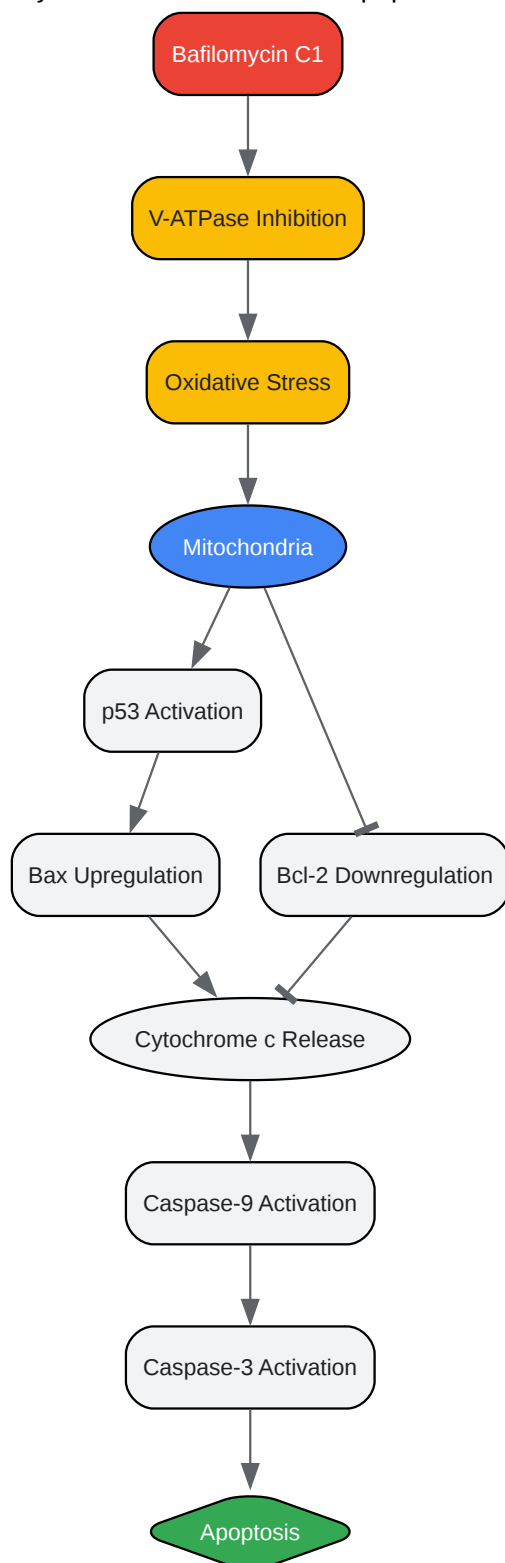 Bafilomycin C1
V-ATPase Inhibition
Oxidative Stress
Mitochondria
p53 Activation
Bax Upregulation
Bcl-2 Downregulation
Cytochrome c Release
Caspase-9 Activation
Caspase-3 Activation
Apoptosis